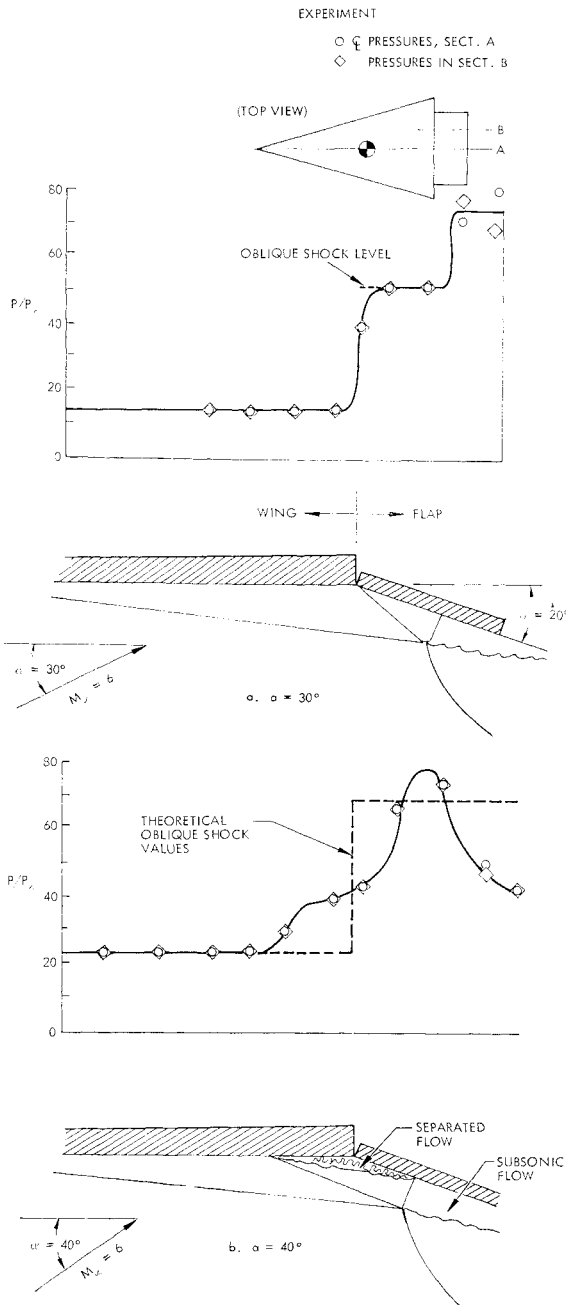 EXPERIMENT
○ ℄ PRESSURES, SECT. A
◇ PRESSURES IN SECT. B
(TOP VIEW)
B
A
80
60
40
20
0
OBLIQUE SHOCK LEVEL
WING
FLAP
20°
α = 30°
= 6
a. α = 30°
80
60
40
20
0
THEORETICAL
OBLIQUE SHOCK
VALUES
SEPARATED
FLOW
SUBSONIC
FLOW
α = 40°
M∞ = 6
b. α = 40°